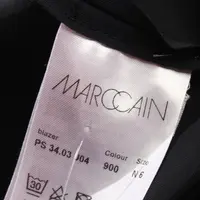 MARCCAIN
blazer Colour Size
PS 34.03 J04 900 N 6
30